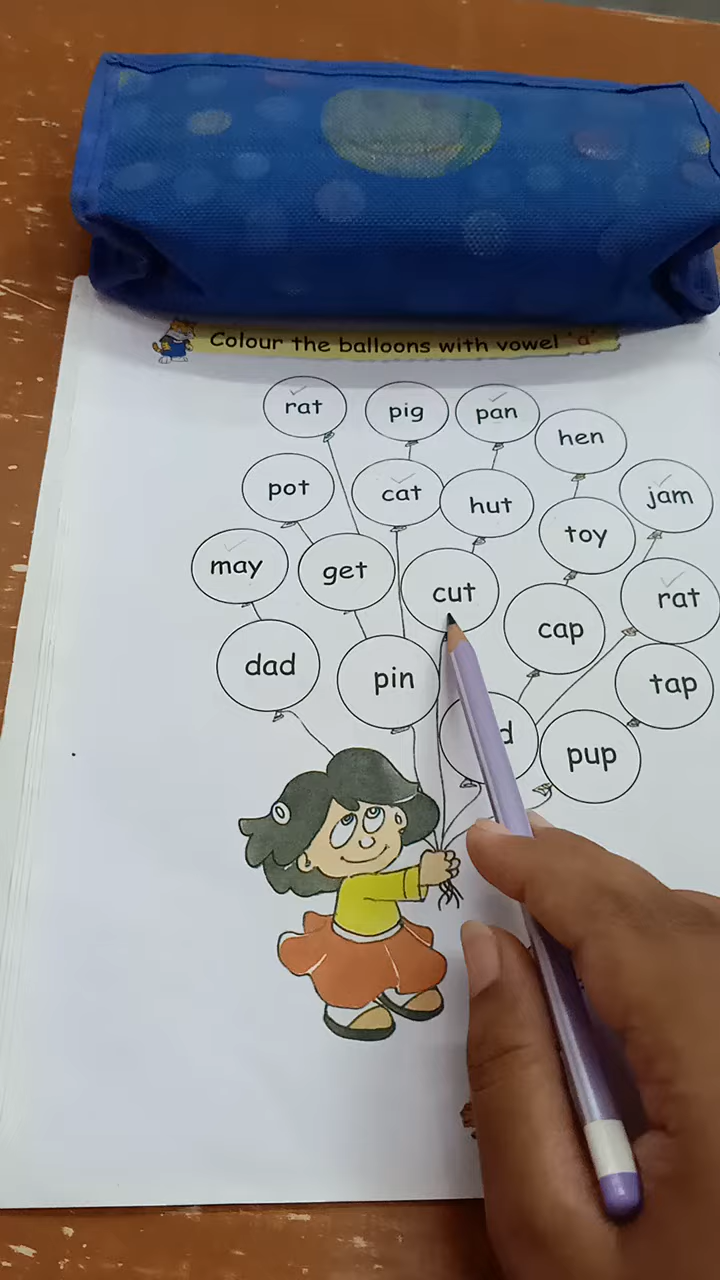 Colour the balloons with vowel 'a'
rat
pig
pan
hen
pot
cat
hut
jam
may
get
cut
toy
rat
dad
pin
cap
tap
pup